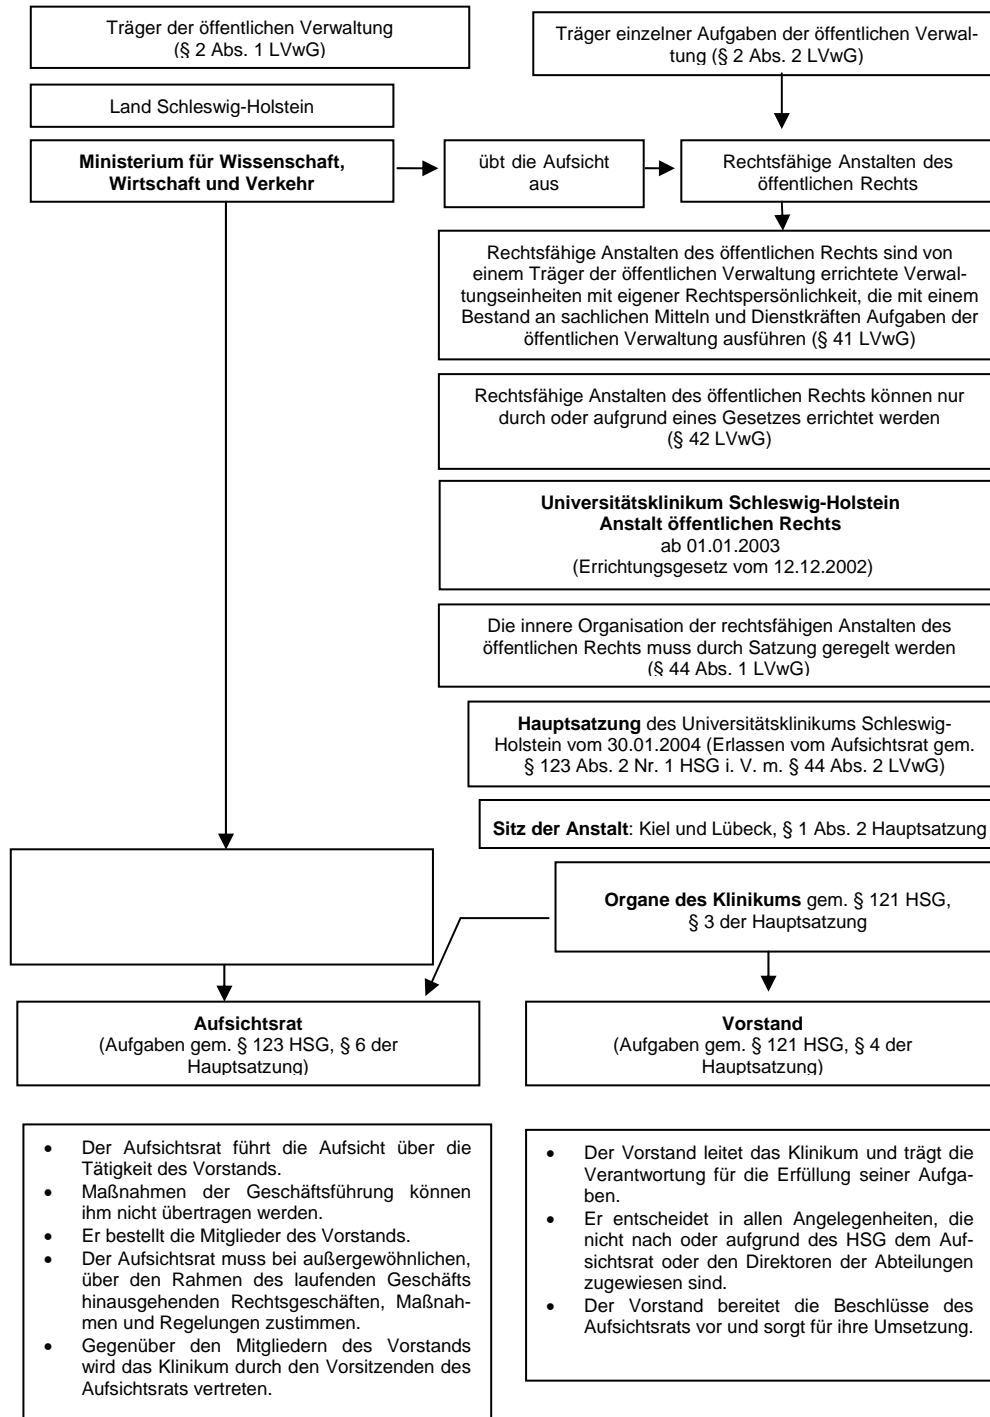 Träger der öffentlichen Verwaltung
(§ 2 Abs. 1 LVwG)
Träger einzelner Aufgaben der öffentlichen Verwal-
tung (§ 2 Abs. 2 LVwG)
Land Schleswig-Holstein
Ministerium für Wissenschaft,
Wirtschaft und Verkehr
übt die Aufsicht
aus
Rechtsfähige Anstalten des
öffentlichen Rechts
Rechtsfähige Anstalten des öffentlichen Rechts sind von
einem Träger der öffentlichen Verwaltung errichtete Verwal-
tungseinheiten mit eigener Rechtspersönlichkeit, die mit einem
Bestand an sachlichen Mitteln und Dienstkräften Aufgaben der
öffentlichen Verwaltung ausführen (§ 41 LVwG)
Rechtsfähige Anstalten des öffentlichen Rechts können nur
durch oder aufgrund eines Gesetzes errichtet werden
(§ 42 LVwG)
Universitätsklinikum Schleswig-Holstein
Anstalt öffentlichen Rechts
ab 01.01.2003
(Errichtungsgesetz vom 12.12.2002)
Die innere Organisation der rechtsfähigen Anstalten des
öffentlichen Rechts muss durch Satzung geregelt werden
(§ 44 Abs. 1 LVwG)
Hauptsatzung des Universitätsklinikums Schleswig-
Holstein vom 30.01.2004 (Erlassen vom Aufsichtsrat gem.
§ 123 Abs. 2 Nr. 1 HSG i. V. m. § 44 Abs. 2 LVwG)
Sitz der Anstalt: Kiel und Lübeck, § 1 Abs. 2 Hauptsatzung
Organe des Klinikums gem. § 121 HSG,
§ 3 der Hauptsatzung
Aufsichtsrat
(Aufgaben gem. § 123 HSG, § 6 der
Hauptsatzung)
Vorstand
(Aufgaben gem. § 121 HSG, § 4 der
Hauptsatzung)
• Der Aufsichtsrat führt die Aufsicht über die
Tätigkeit des Vorstands.
• Maßnahmen der Geschäftsführung können
ihm nicht übertragen werden.
• Er bestellt die Mitglieder des Vorstands.
• Der Aufsichtsrat muss bei außergewöhnlichen,
über den Rahmen des laufenden Geschäfts
hinausgehenden Rechtsgeschäften, Maßnah-
men und Regelungen zustimmen.
• Gegenüber den Mitgliedern des Vorstands
wird das Klinikum durch den Vorsitzenden des
Aufsichtsrats vertreten.
• Der Vorstand leitet das Klinikum und trägt die
Verantwortung für die Erfüllung seiner Aufga-
ben.
• Er entscheidet in allen Angelegenheiten, die
nicht nach oder aufgrund des HSG dem Auf-
sichtsrat oder den Direktoren der Abteilungen
zugewiesen sind.
• Der Vorstand bereitet die Beschlüsse des
Aufsichtsrats vor und sorgt für ihre Umsetzung.